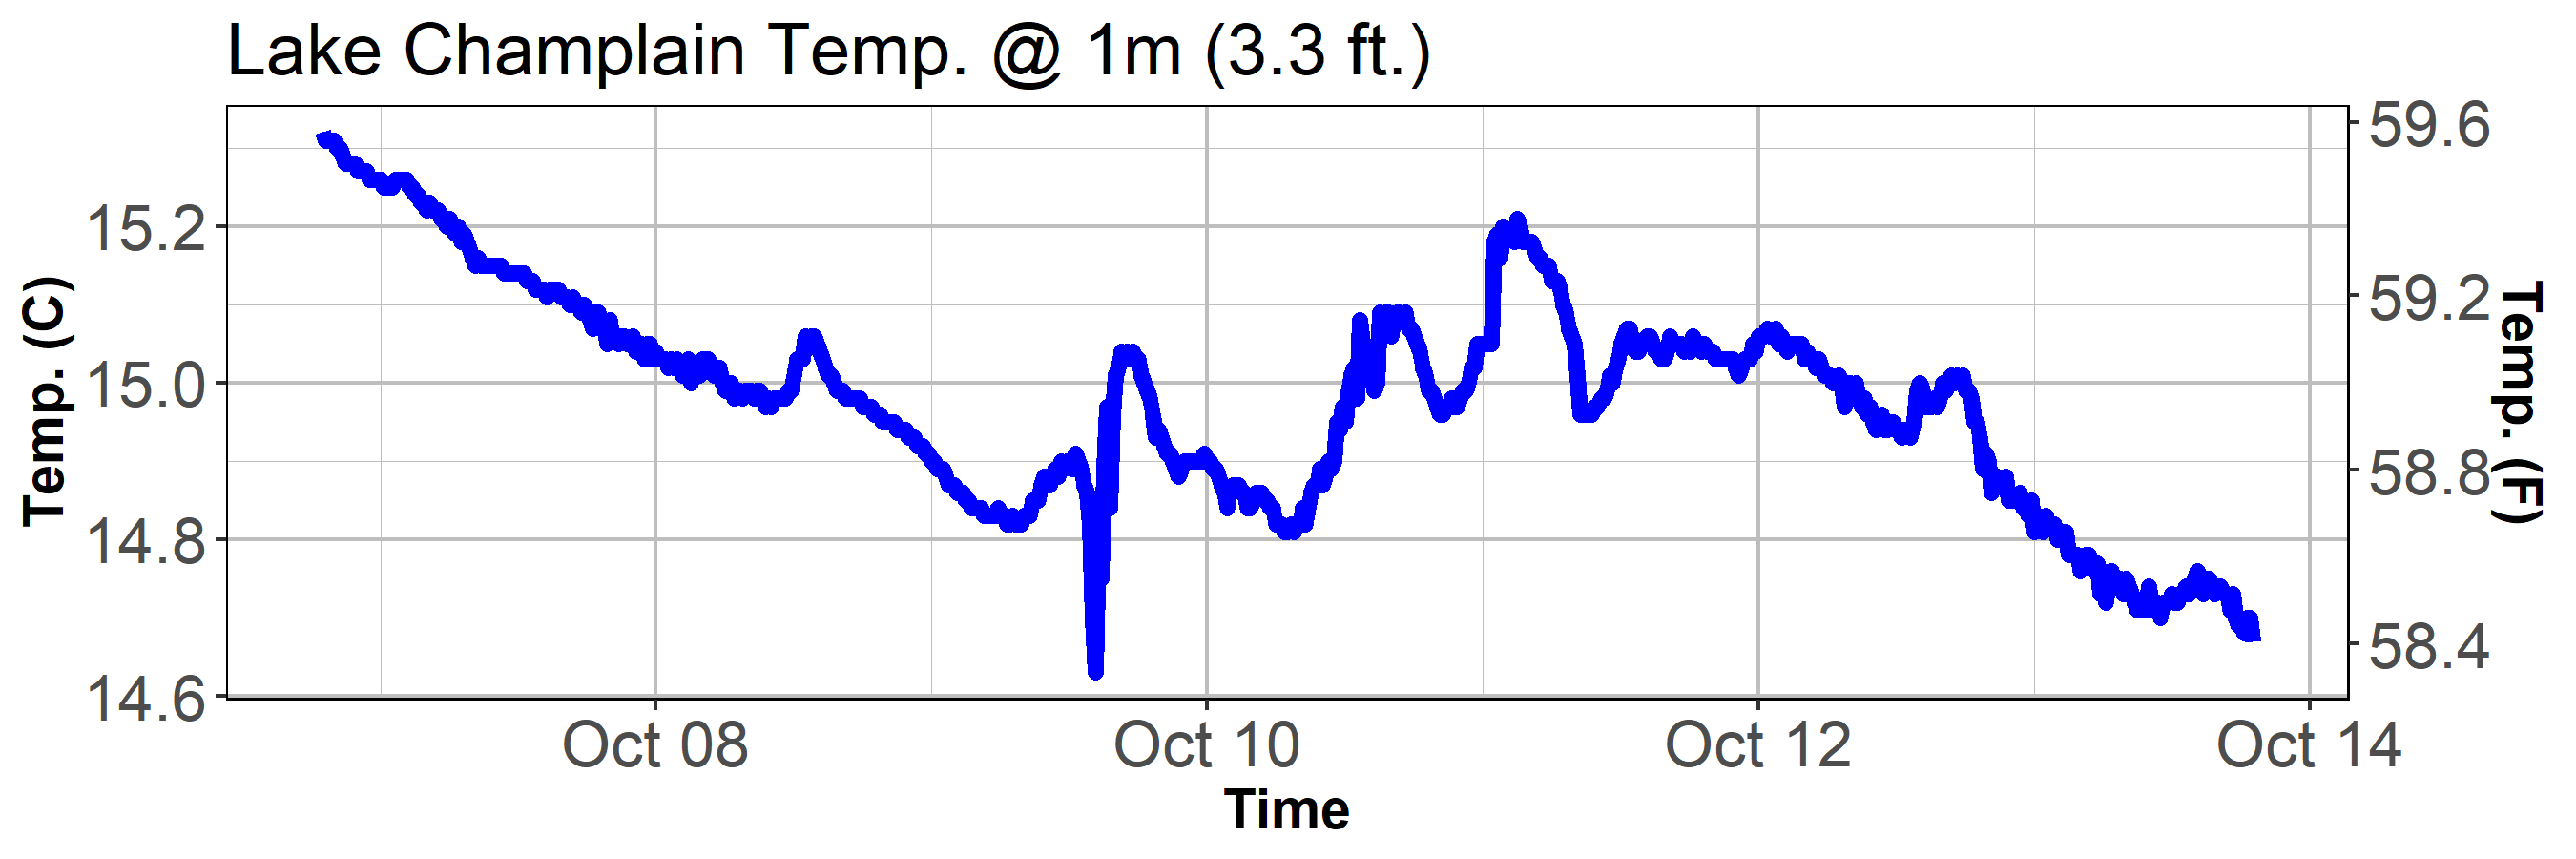 Lake Champlain Temp. @ 1m (3.3 ft.)
59.6
15.2
59.2
15.0
58.8
14.8
58.4
14.6
Temp. (C)
Temp. (F)
Oct 08 Oct 10 Oct 12 Oct 14
Time